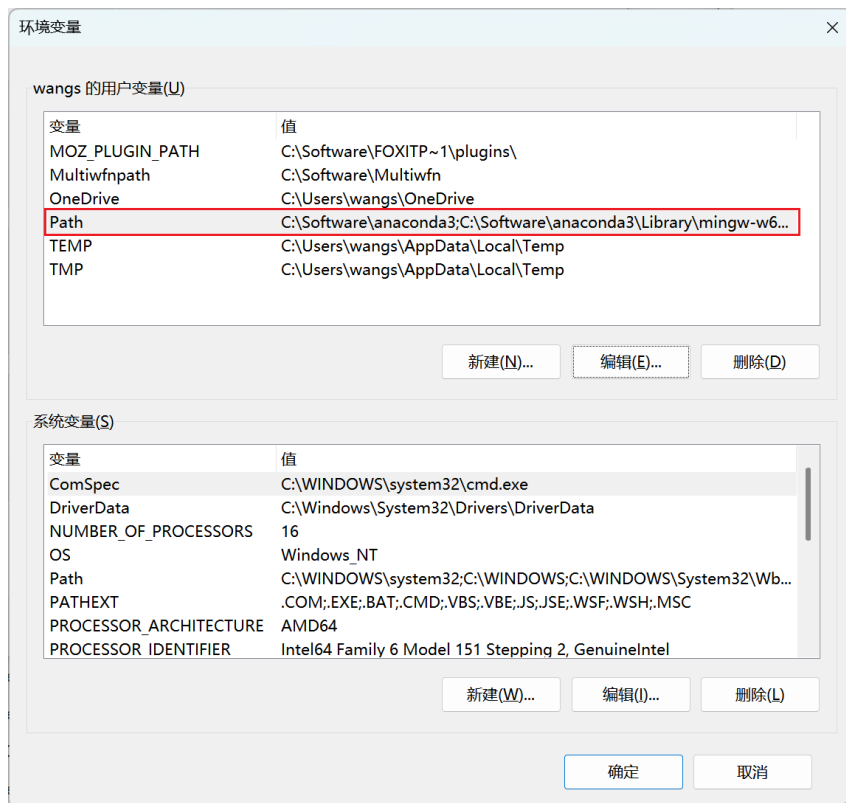 环境变量
wangs 的用户变量(U)
变量 值
MOZ_PLUGIN_PATH C:\Software\FOXITP~1\plugins\
Multiwfnpath C:\Software\Multiwfn
OneDrive C:\Users\wangs\OneDrive
Path C:\Software\anaconda3;C:\Software\anaconda3\Library\mingw-w6...
TEMP C:\Users\wangs\AppData\Local\Temp
TMP C:\Users\wangs\AppData\Local\Temp
新建(N)... 编辑(E)... 删除(D)
系统变量(S)
变量 值
ComSpec C:\WINDOWS\system32\cmd.exe
DriverData C:\Windows\System32\Drivers\DriverData
NUMBER_OF_PROCESSORS 16
OS Windows_NT
Path C:\WINDOWS\system32;C:\WINDOWS;C:\WINDOWS\System32\Wb...
PATHEXT .COM;.EXE;.BAT;.CMD;.VBS;.VBE;.JS;.JSE;.WSF;.WSH;.MSC
PROCESSOR_ARCHITECTURE AMD64
PROCESSOR_IDENTIFIER Intel64 Family 6 Model 151 Stepping 2, GenuineIntel
新建(W)... 编辑(I)... 删除(L)
确定 取消